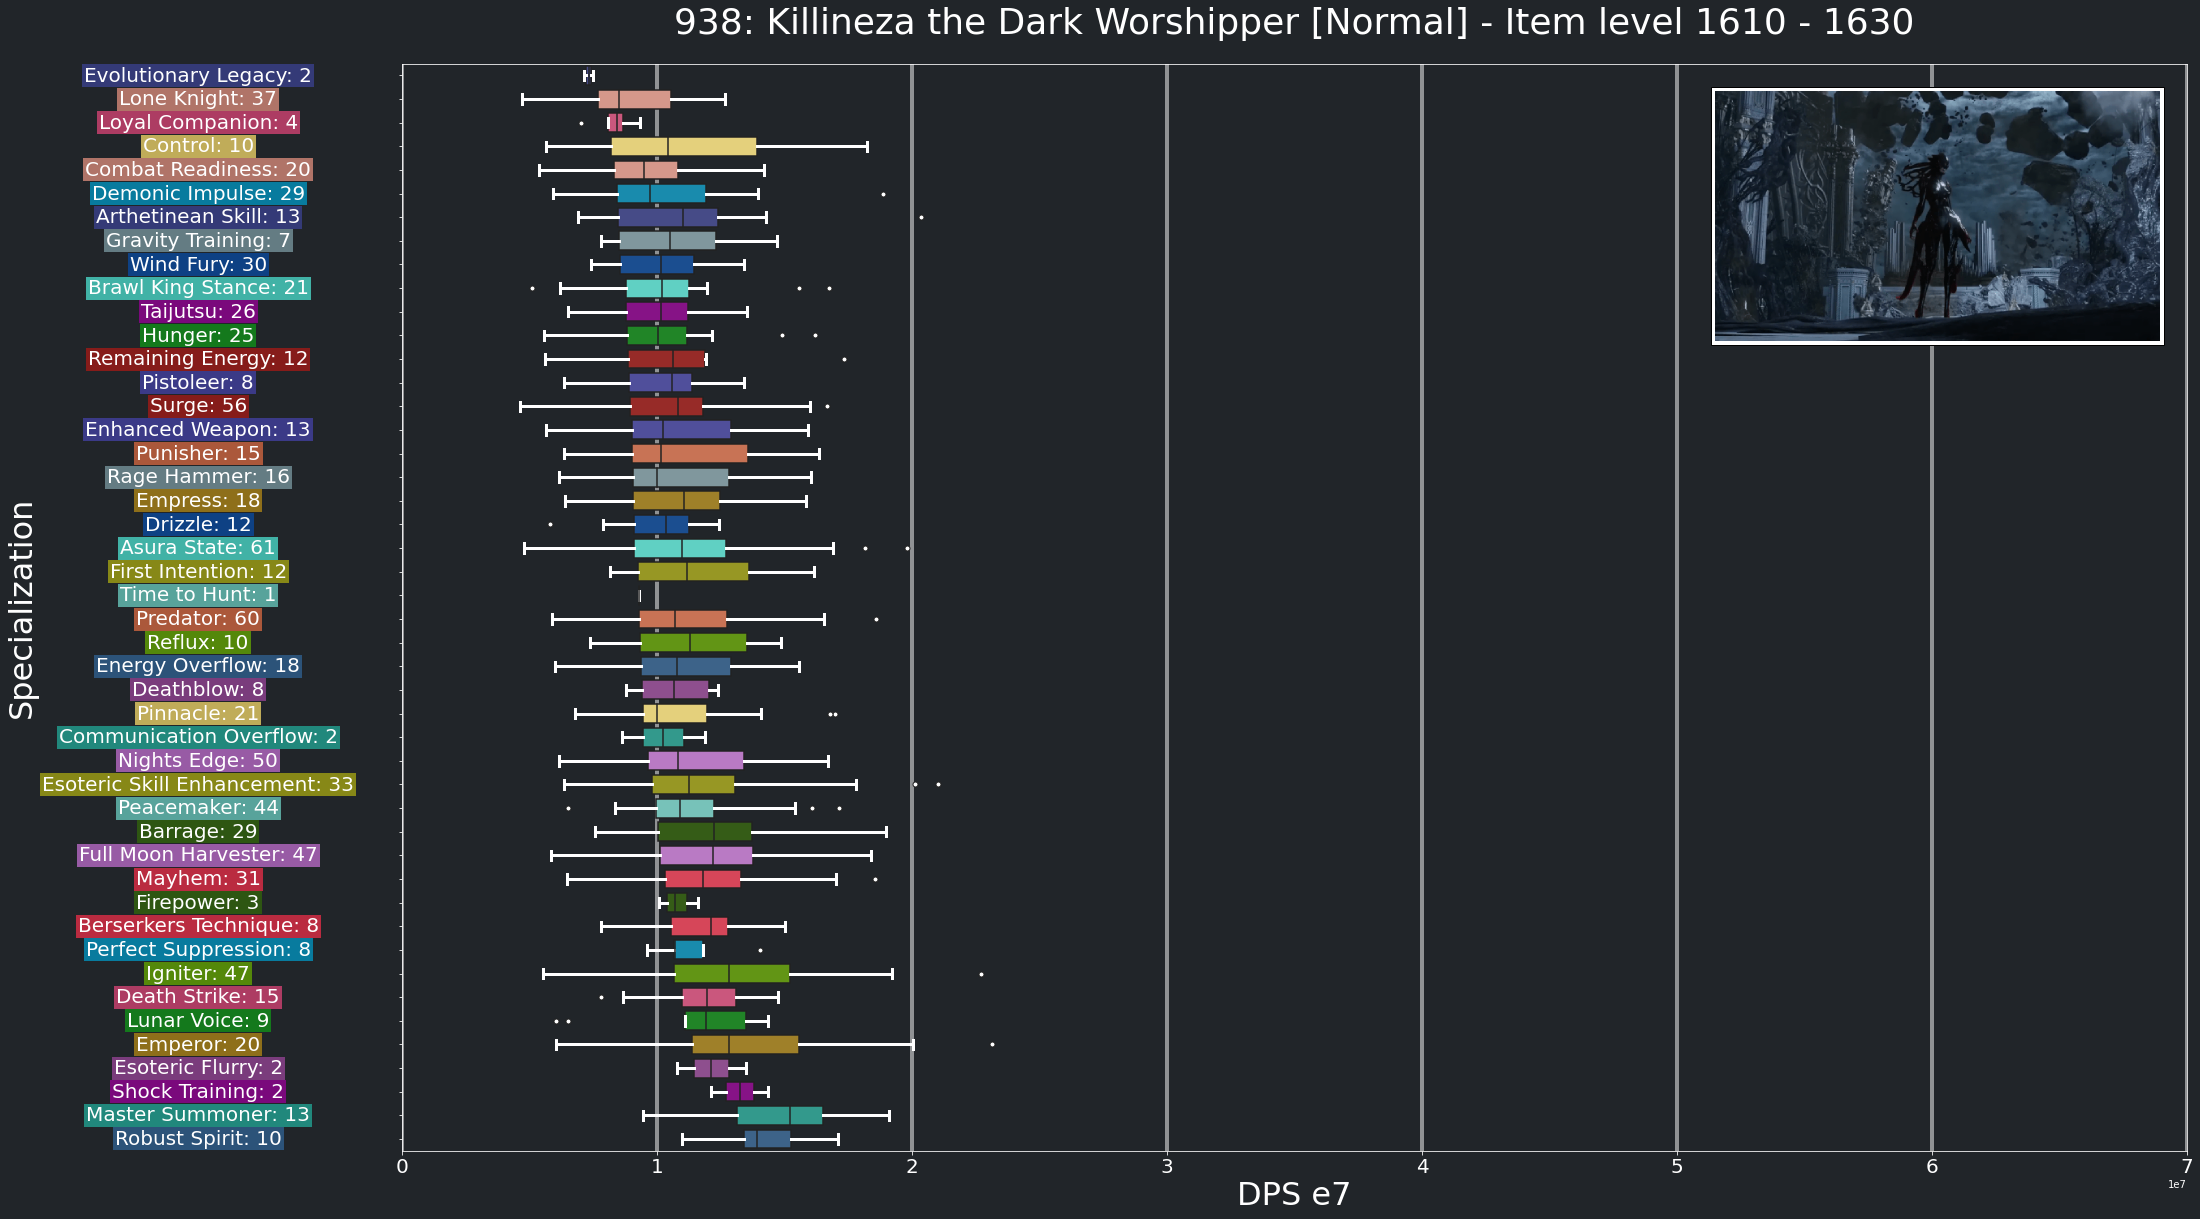 938: Killineza the Dark Worshipper [Normal] - Item level 1610 - 1630
Evolutionary Legacy: 2
Lone Knight: 37
Loyal Companion: 4
Control: 10
Combat Readiness: 20
Demonic Impulse: 29
Arthetinean Skill: 13
Gravity Training: 7
Wind Fury: 30
Brawl King Stance: 21
Taijutsu: 26
Hunger: 25
Remaining Energy: 12
Pistoleer: 8
Surge: 56
Enhanced Weapon: 13
Punisher: 15
Rage Hammer: 16
Empress: 18
Drizzle: 12
Asura State: 61
First Intention: 12
Time to Hunt: 1
Predator: 60
Reflux: 10
Energy Overflow: 18
Deathblow: 8
Pinnacle: 21
Communication Overflow: 2
Nights Edge: 50
Esoteric Skill Enhancement: 33
Peacemaker: 44
Barrage: 29
Full Moon Harvester: 47
Mayhem: 31
Firepower: 3
Berserkers Technique: 8
Perfect Suppression: 8
Igniter: 47
Death Strike: 15
Lunar Voice: 9
Emperor: 20
Esoteric Flurry: 2
Shock Training: 2
Master Summoner: 13
Robust Spirit: 10
Specialization
0 1 2 3 4 5 6 7
1e7
DPS e7